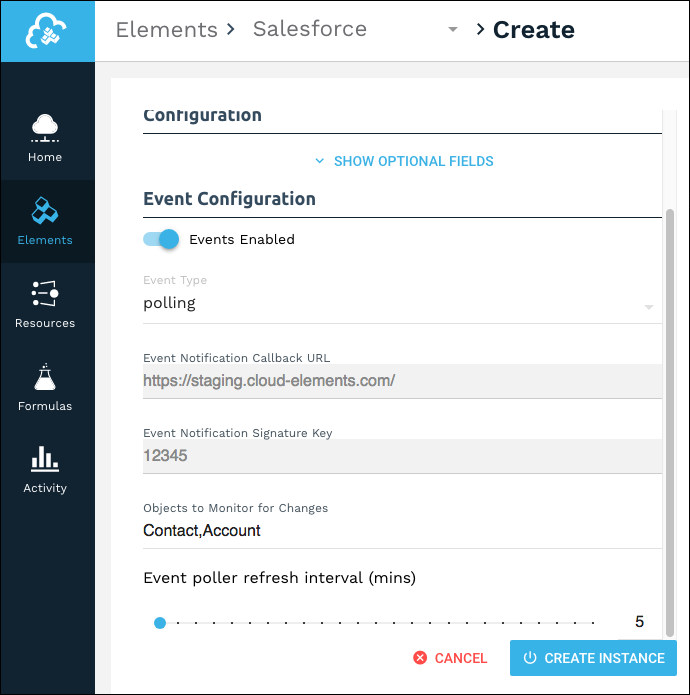 Elements > Salesforce > Create
Home
Elements
Resources
Formulas
Activity
Configuration
SHOW OPTIONAL FIELDS
Event Configuration
Events Enabled
Event Type
polling
Event Notification Callback URL
https://staging.cloud-elements.com/
Event Notification Signature Key
12345
Objects to Monitor for Changes
Contact,Account
Event poller refresh interval (mins)
5
CANCEL
CREATE INSTANCE